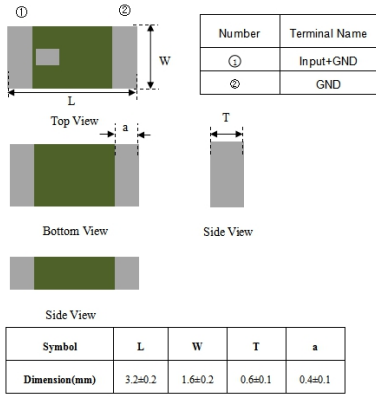 ① ②
Number Terminal Name
① Input+GND
② GND
W
L
Top View
a
T
Bottom View
Side View
Side View
Symbol L W T a
Dimension(mm) 3.2±0.2 1.6±0.2 0.6±0.1 0.4±0.1